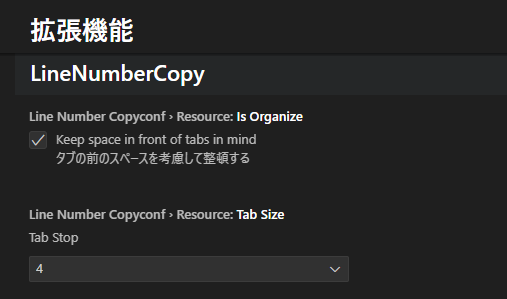 拡張機能
LineNumberCopy
Line Number Copyconf › Resource: Is Organize
Keep space in front of tabs in mind
タブの前のスペースを考慮して整頓する
Line Number Copyconf › Resource: Tab Size
Tab Stop
4